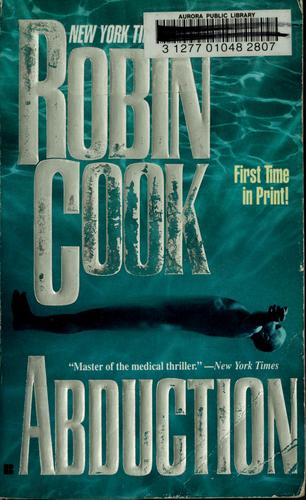 AURORA PUBLIC LIBRARY
3 1277 01048 2807
NEW YORK
ROBIN
COOK
First Time
in Print!
"Master of the medical thriller." —New York Times
ABDUCTION
B